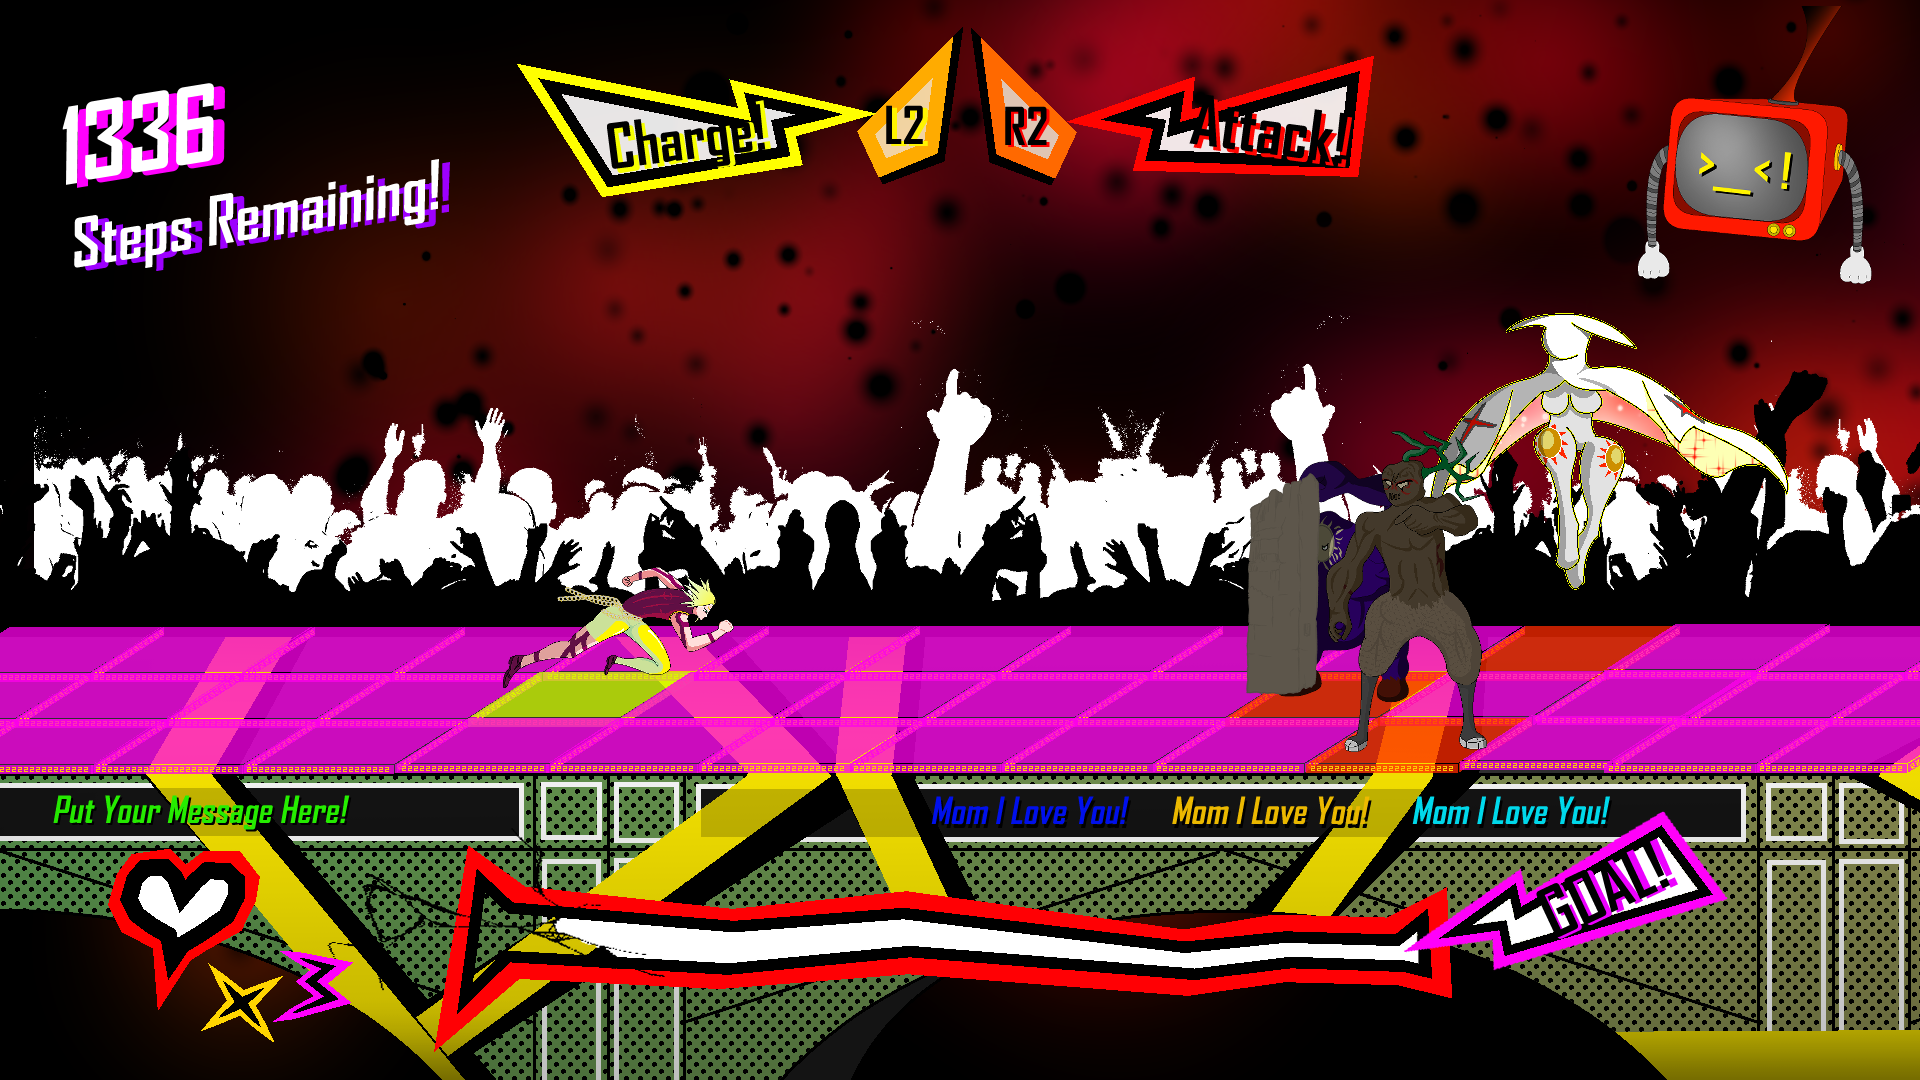 1336
Steps Remaining!
Charge!
L2
R2
Attack!
>_<!
Put Your Message Here!
Mom I Love You! Mom I Love You! Mom I Love You!
GOAL!!